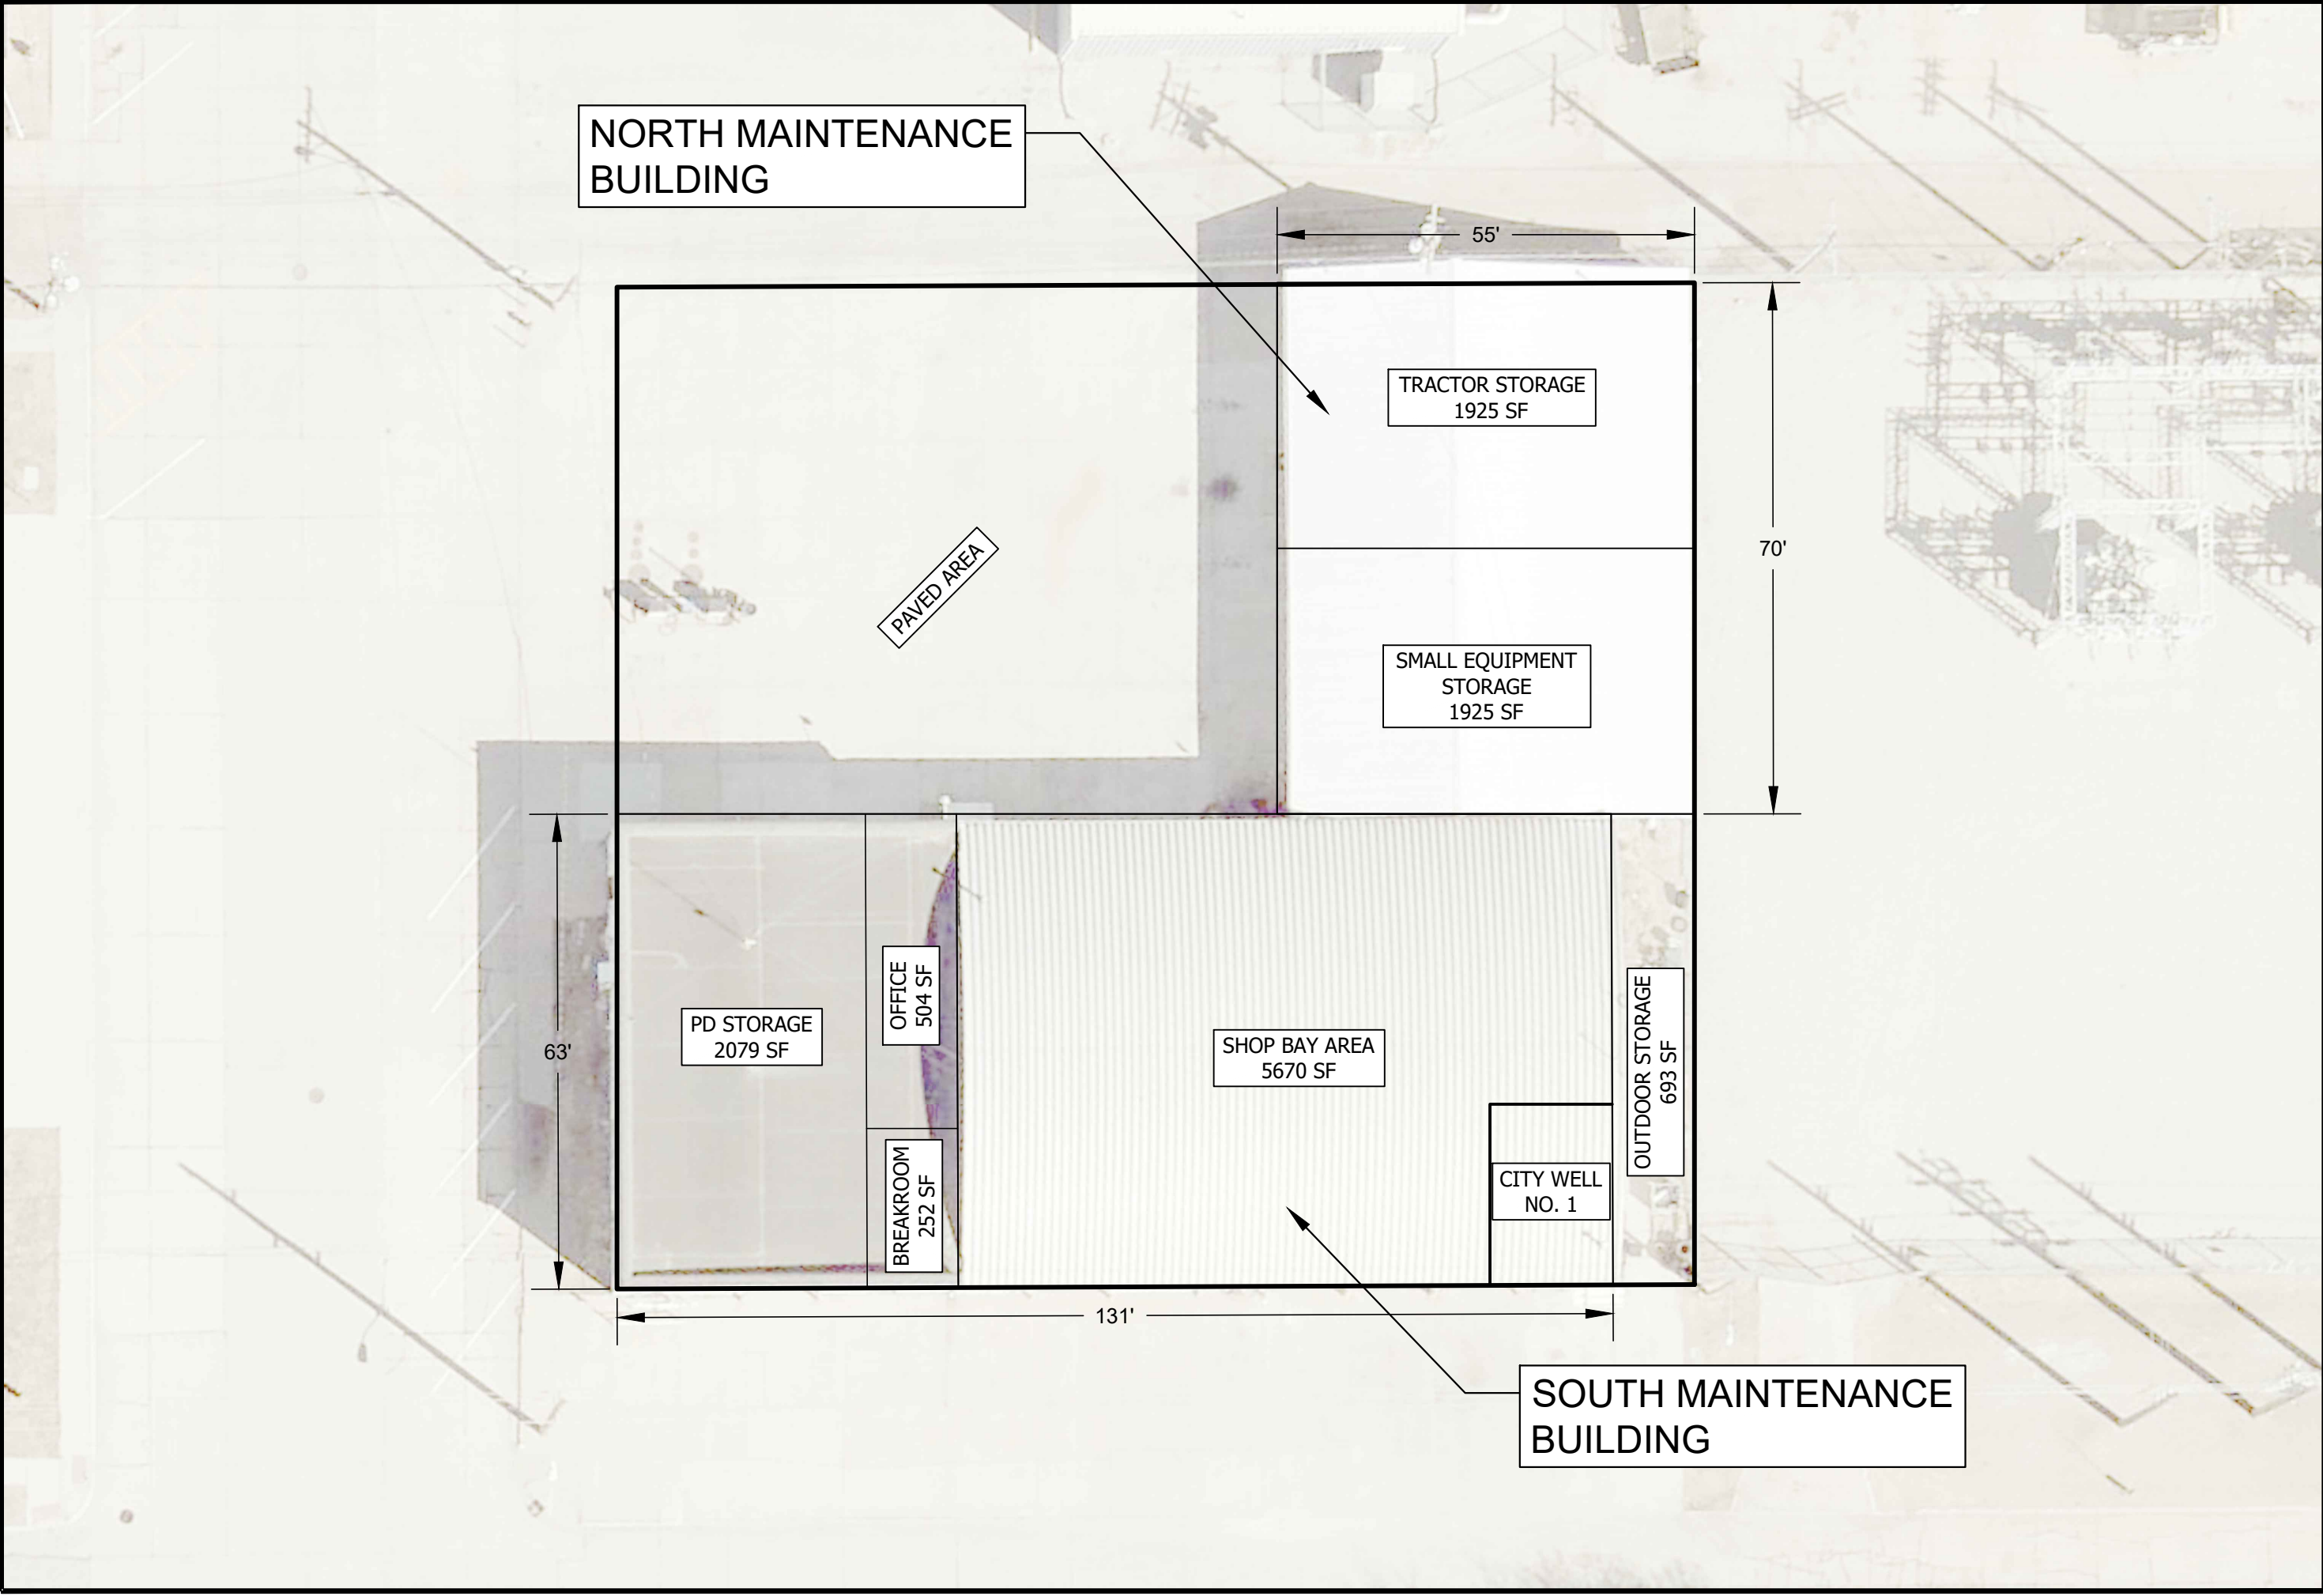 NORTH MAINTENANCE
BUILDING
55'
TRACTOR STORAGE
1925 SF
70'
PAVED AREA
SMALL EQUIPMENT
STORAGE
1925 SF
63'
PD STORAGE
2079 SF
OFFICE
504 SF
BREAKROOM
252 SF
SHOP BAY AREA
5670 SF
CITY WELL
NO. 1
OUTDOOR STORAGE
693 SF
131'
SOUTH MAINTENANCE
BUILDING